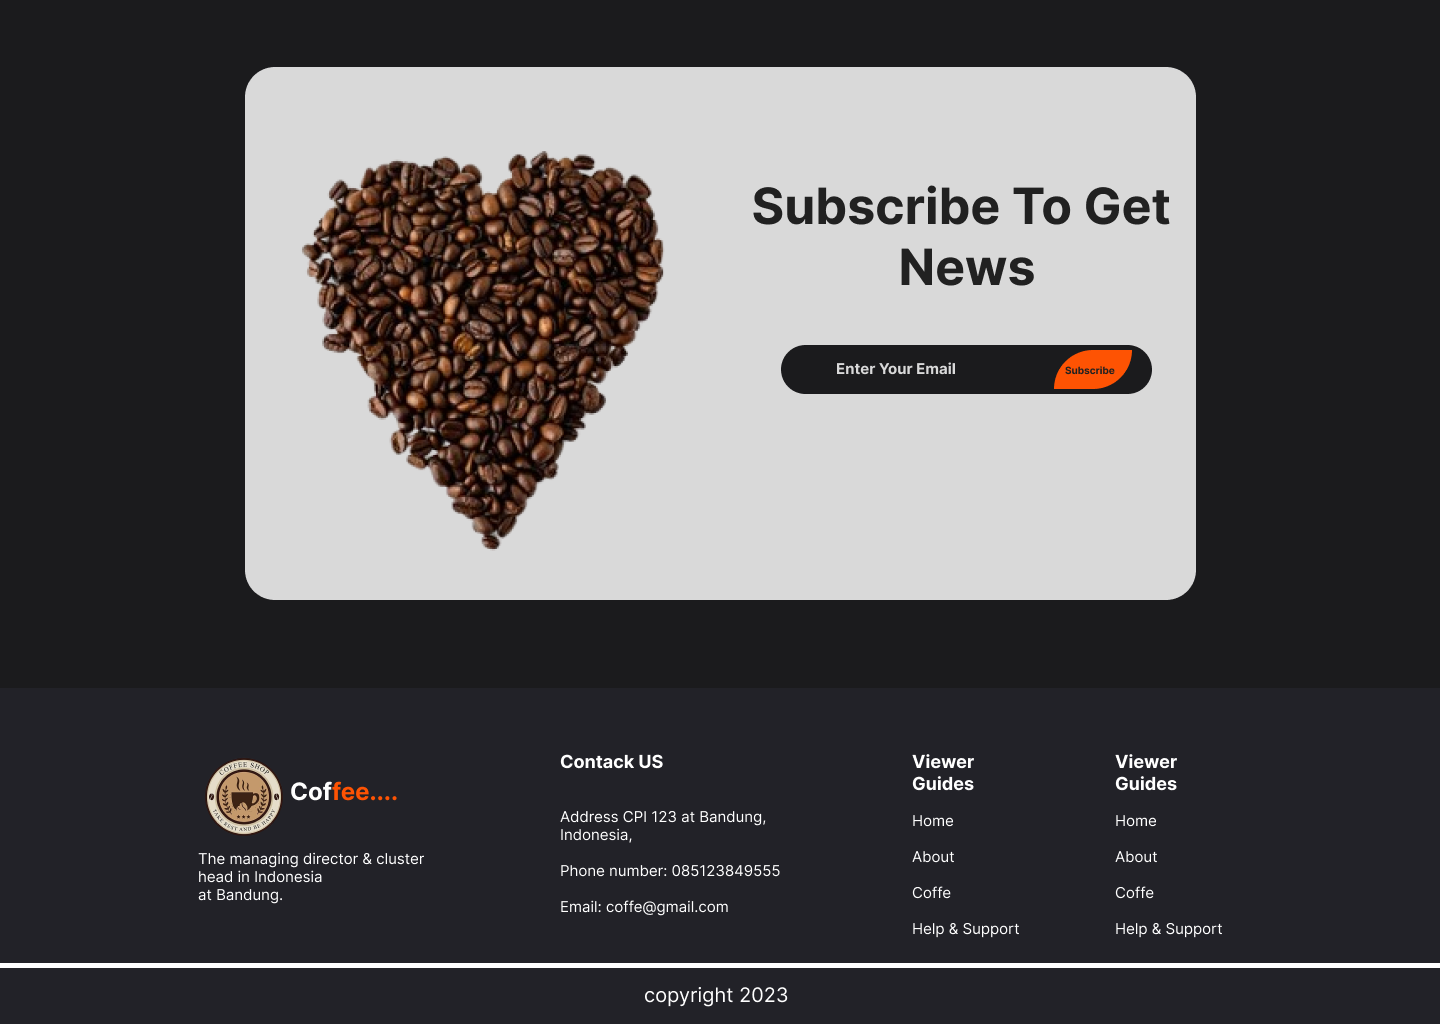 Subscribe To Get
News
Enter Your Email
Subscribe
COFFEE SHOP
TAKE REST AND BE HAPPY
Coffee....
The managing director & cluster
head in Indonesia
at Bandung.
Contack US
Address CPI 123 at Bandung,
Indonesia,
Phone number: 085123849555
Email: coffe@gmail.com
Viewer
Guides
Home
About
Coffe
Help & Support
Viewer
Guides
Home
About
Coffe
Help & Support
copyright 2023